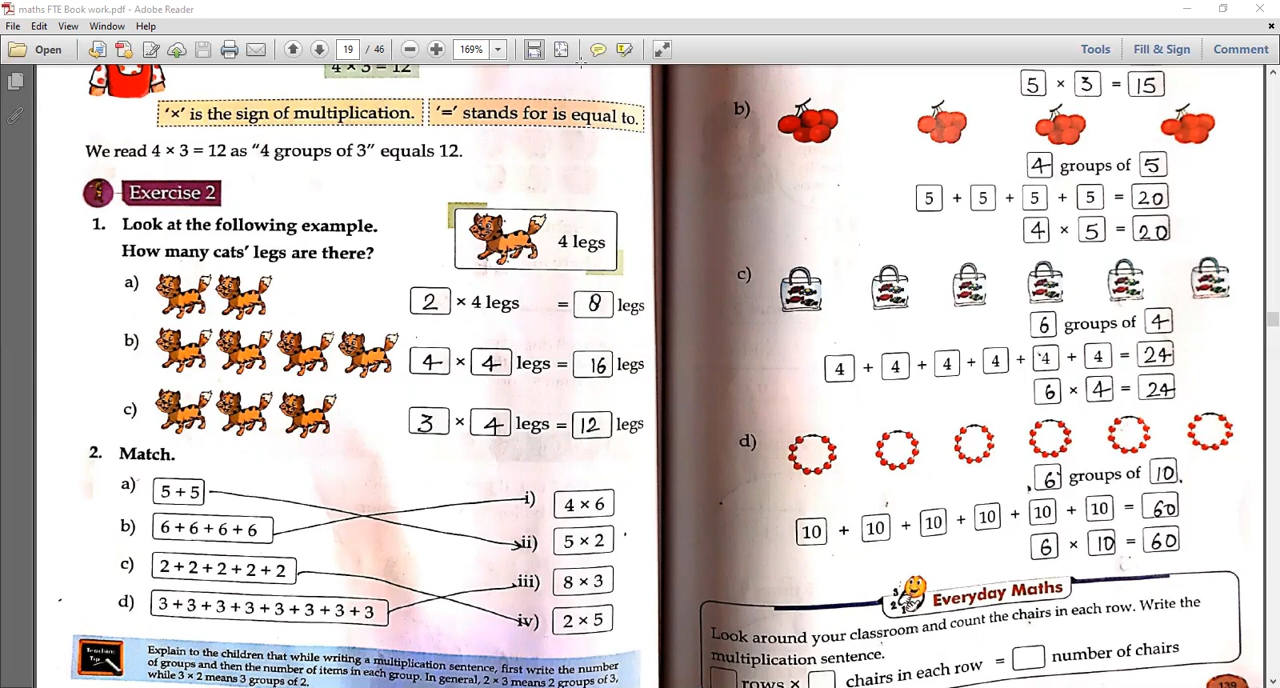 maths FTE Book work.pdf - Adobe Reader
File Edit View Window Help
Open 19 / 46 169% Tools Fill & Sign Comment
4 × 3 = 12
'×' is the sign of multiplication. '=' stands for is equal to.
We read 4 × 3 = 12 as "4 groups of 3" equals 12.
Exercise 2
1. Look at the following example.
How many cats' legs are there?
4 legs
a) 2 × 4 legs = 8 legs
b) 4 × 4 legs = 16 legs
c) 3 × 4 legs = 12 legs
2. Match.
a) 5 + 5 i) 4 × 6
b) 6 + 6 + 6 + 6 ii) 5 × 2
c) 2 + 2 + 2 + 2 + 2 iii) 8 × 3
d) 3 + 3 + 3 + 3 + 3 + 3 + 3 + 3 iv) 2 × 5
Teacher's Tip
Explain to the children that while writing a multiplication sentence, first write the number
of groups and then the number of items in each group. In general, 2 × 3 means 2 groups of 3,
while 3 × 2 means 3 groups of 2.
5 × 3 = 15
b)
4 groups of 5
5 + 5 + 5 + 5 = 20
4 × 5 = 20
c)
6 groups of 4
4 + 4 + 4 + 4 + 4 + 4 = 24
6 × 4 = 24
d)
6 groups of 10
10 + 10 + 10 + 10 + 10 + 10 = 60
6 × 10 = 60
Everyday Maths
Look around your classroom and count the chairs in each row. Write the
multiplication sentence.
rows × chairs in each row = number of chairs
139